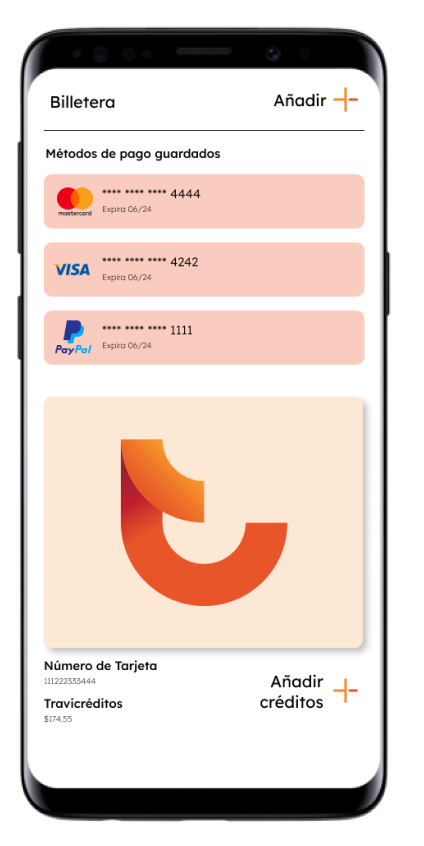 Billetera
Añadir
Métodos de pago guardados
mastercard
**** **** **** 4444
Expira 06/24
VISA
**** **** **** 4242
Expira 06/24
PayPal
**** **** **** 1111
Expira 06/24
Número de Tarjeta
111222333444
Travicréditos
$174,55
Añadir
créditos